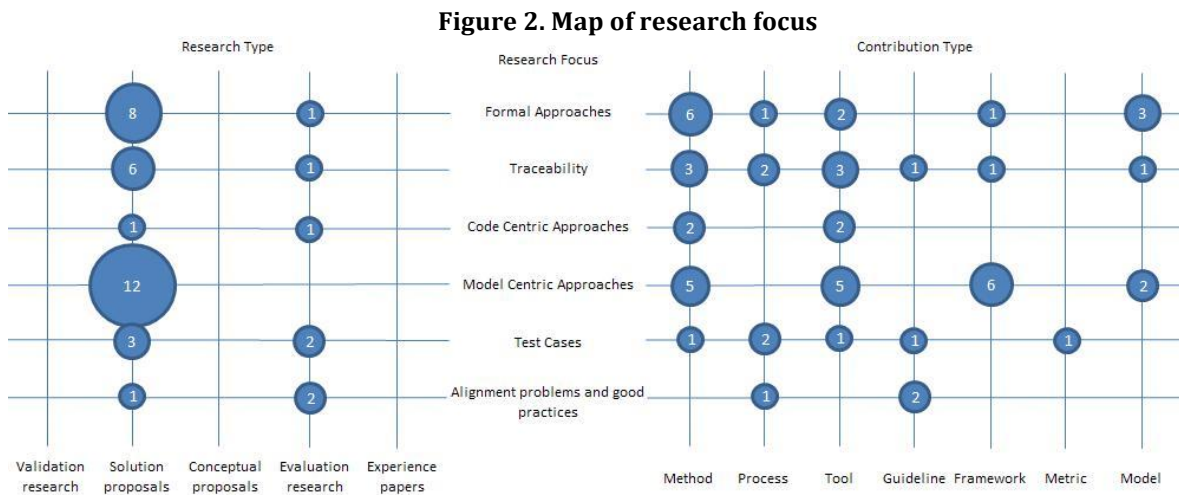 Figure 2. Map of research focus
Research Type
Research Focus
Contribution Type
8
1
Formal Approaches
6
1
2
1
3
6
1
Traceability
3
2
3
1
1
1
1
1
Code Centric Approaches
2
2
12
Model Centric Approaches
5
5
6
2
3
2
Test Cases
1
2
1
1
1
1
2
Alignment problems and good
practices
1
2
Validation
research
Solution
proposals
Conceptual
proposals
Evaluation
research
Experience
papers
Method
Process
Tool
Guideline
Framework
Metric
Model